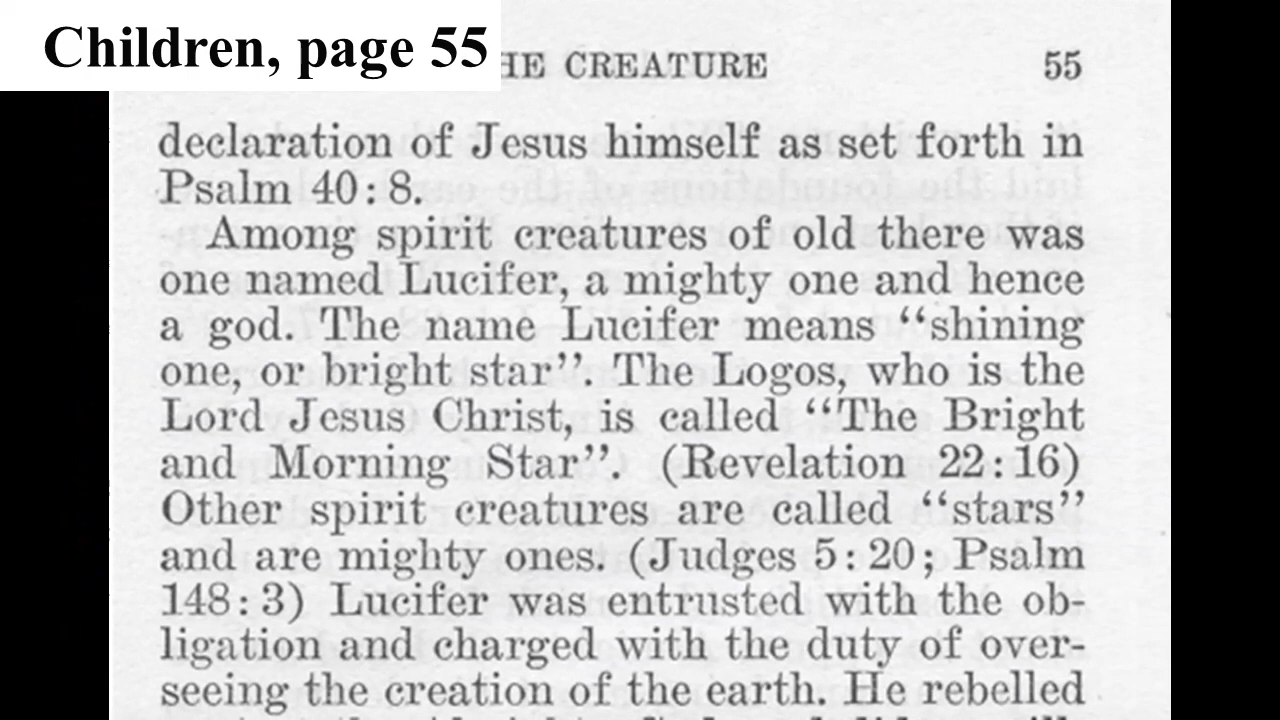 Children, page 55
HE CREATURE 55
declaration of Jesus himself as set forth in
Psalm 40:8.
Among spirit creatures of old there was
one named Lucifer, a mighty one and hence
a god. The name Lucifer means “shining
one, or bright star”. The Logos, who is the
Lord Jesus Christ, is called “The Bright
and Morning Star”. (Revelation 22:16)
Other spirit creatures are called “stars”
and are mighty ones. (Judges 5:20; Psalm
148:3) Lucifer was entrusted with the ob-
ligation and charged with the duty of over-
seeing the creation of the earth. He rebelled